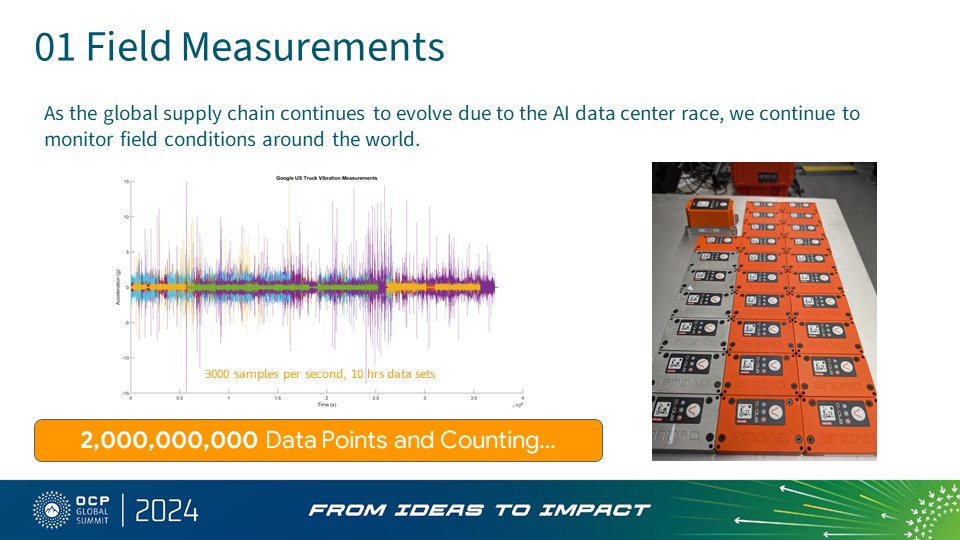 01 Field Measurements
As the global supply chain continues to evolve due to the AI data center race, we continue to
monitor field conditions around the world.
Google US Truck Vibration Measurements
15
10
5
0
-5
-10
-15
Acceleration (g)
3000 samples per second, 10 hrs data sets
0
0.5
1
1.5
2
2.5
3
3.5
4
Time (s)
×10⁴
2,000,000,000 Data Points and Counting...
OCP
GLOBAL
SUMMIT
2024
FROM IDEAS TO IMPACT